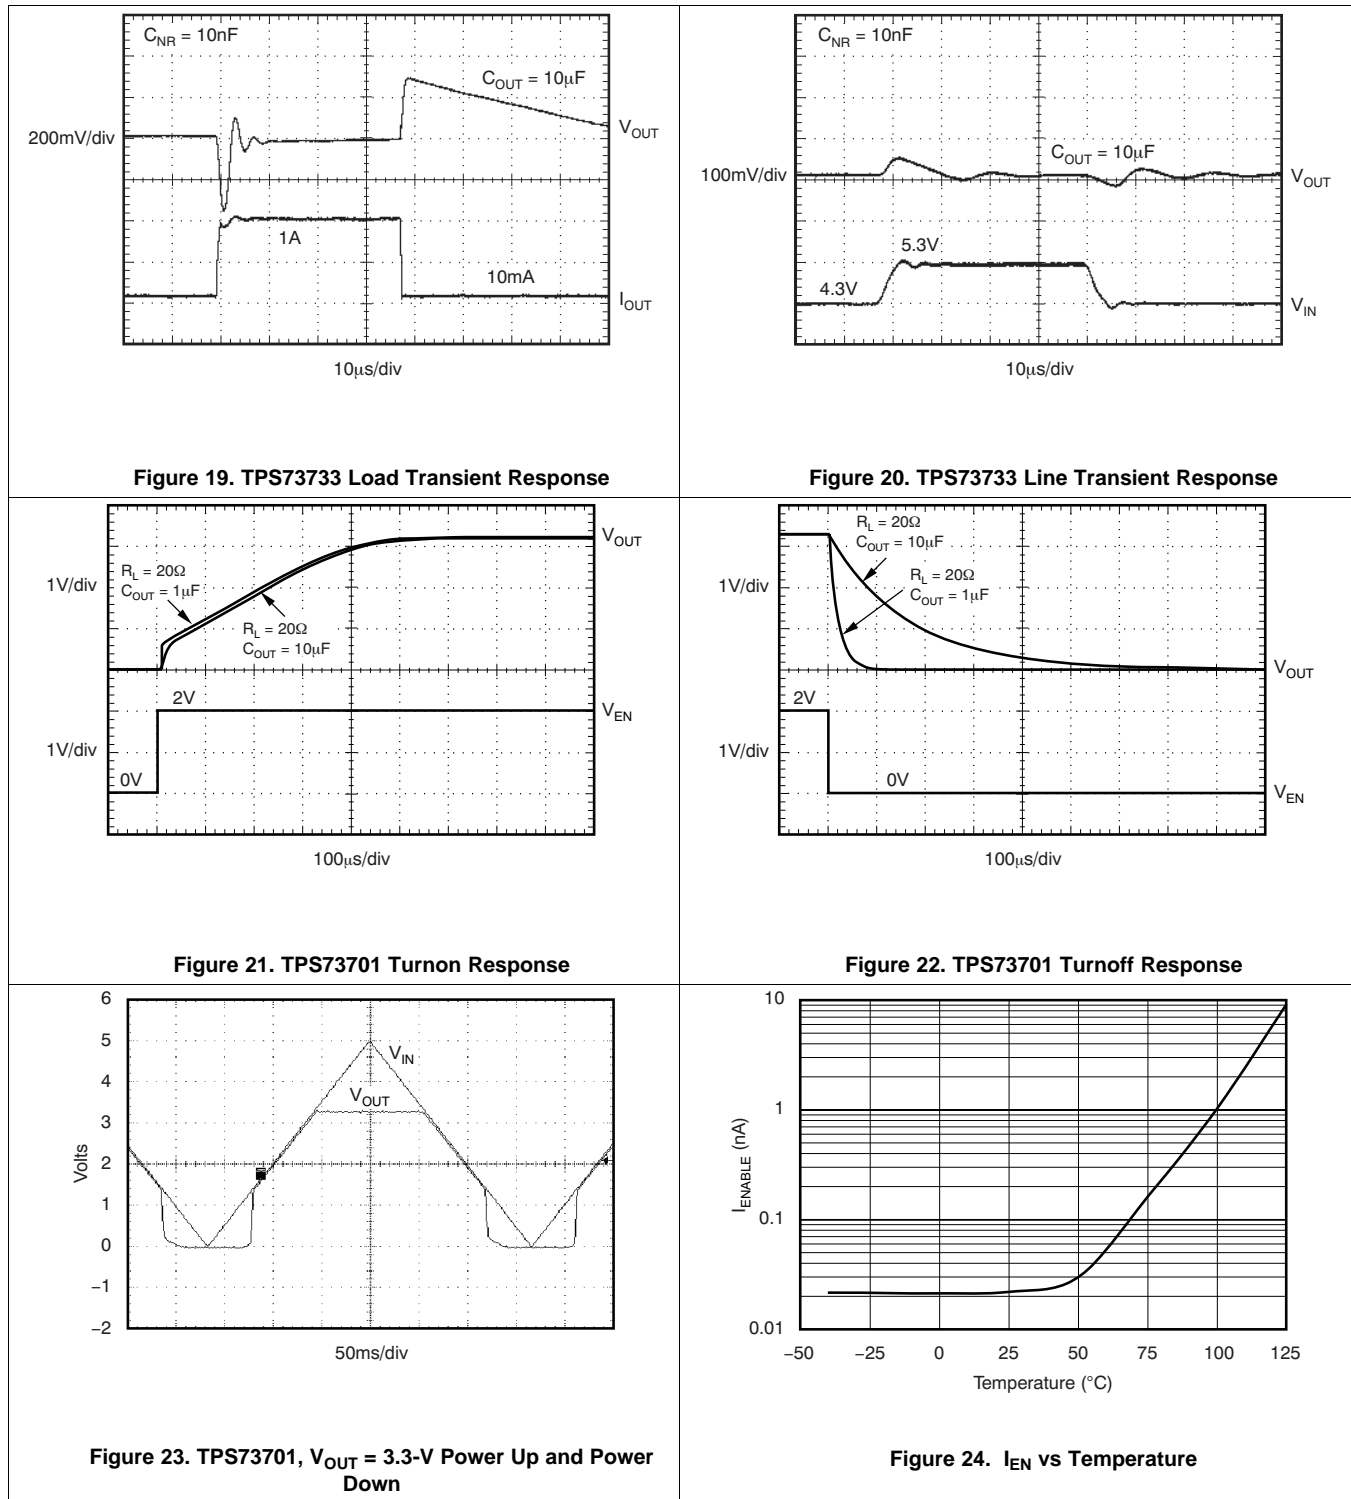 C_NR = 10nF
C_OUT = 10µF
200mV/div
V_OUT
1A
10mA
I_OUT
10µs/div
Figure 19. TPS73733 Load Transient Response
C_NR = 10nF
C_OUT = 10µF
100mV/div
V_OUT
5.3V
4.3V
V_IN
10µs/div
Figure 20. TPS73733 Line Transient Response
V_OUT
1V/div
R_L = 20Ω
C_OUT = 1µF
R_L = 20Ω
C_OUT = 10µF
2V
V_EN
1V/div
0V
100µs/div
Figure 21. TPS73701 Turnon Response
R_L = 20Ω
C_OUT = 10µF
R_L = 20Ω
C_OUT = 1µF
1V/div
V_OUT
2V
1V/div
0V
V_EN
100µs/div
Figure 22. TPS73701 Turnoff Response
6
5
4
3
2
1
0
−1
−2
Volts
V_IN
V_OUT
50ms/div
Figure 23. TPS73701, V_OUT = 3.3-V Power Up and Power
Down
10
1
0.1
0.01
I_ENABLE (nA)
−50 −25 0 25 50 75 100 125
Temperature (°C)
Figure 24. I_EN vs Temperature